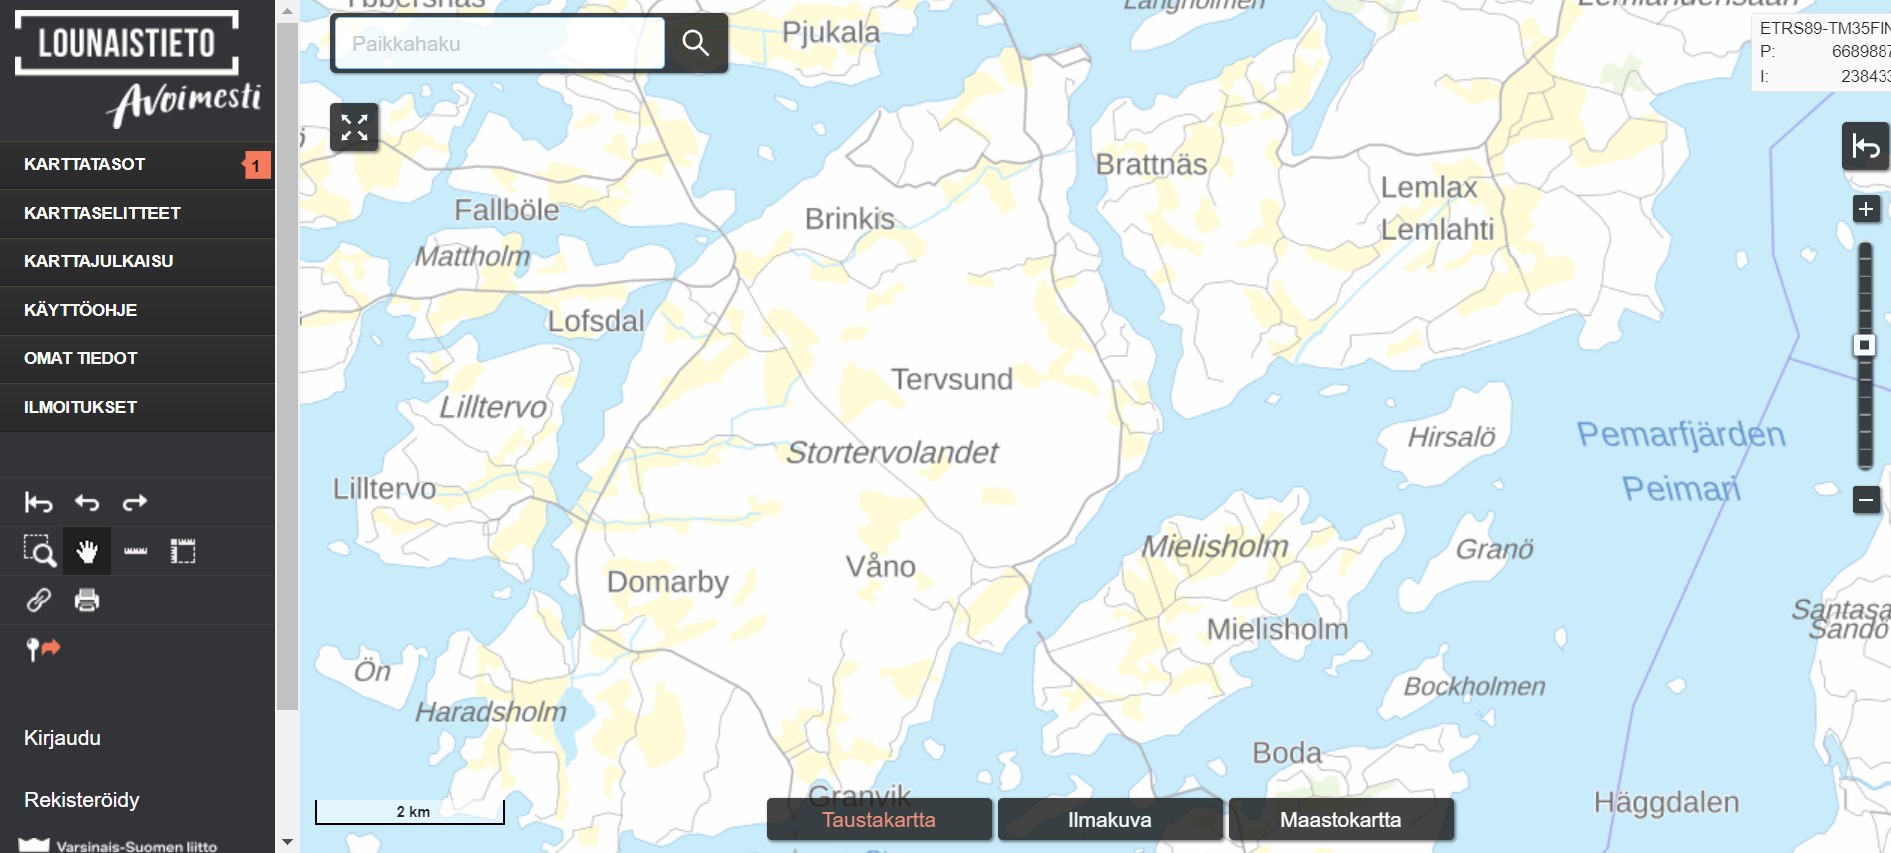 LOUNAISTIETO
Avoimesti
KARTTATASOT
1
KARTTASELITTEET
KARTTAJULKAISU
KÄYTTÖOHJE
OMAT TIEDOT
ILMOITUKSET
Kirjaudu
Rekisteröidy
Varsinais-Suomen liitto
Paikkahaku
Pjukala
ETRS89-TM35FIN
P: 6689887
I: 238433
Brattnäs
Lemlax
Lemlahti
Fallböle
Brinkis
Mattholm
Lofsdal
Tervsund
Lilltervo
Hirsalö
Pemarfjärden
Stortervolandet
Lilltervo
Peimari
Mielisholm
Granö
Våno
Domarby
Mielisholm
Sandö
Ön
Bockholmen
Haradsholm
Boda
Granvik
Häggdalen
2 km
Taustakartta
Ilmakuva
Maastokartta